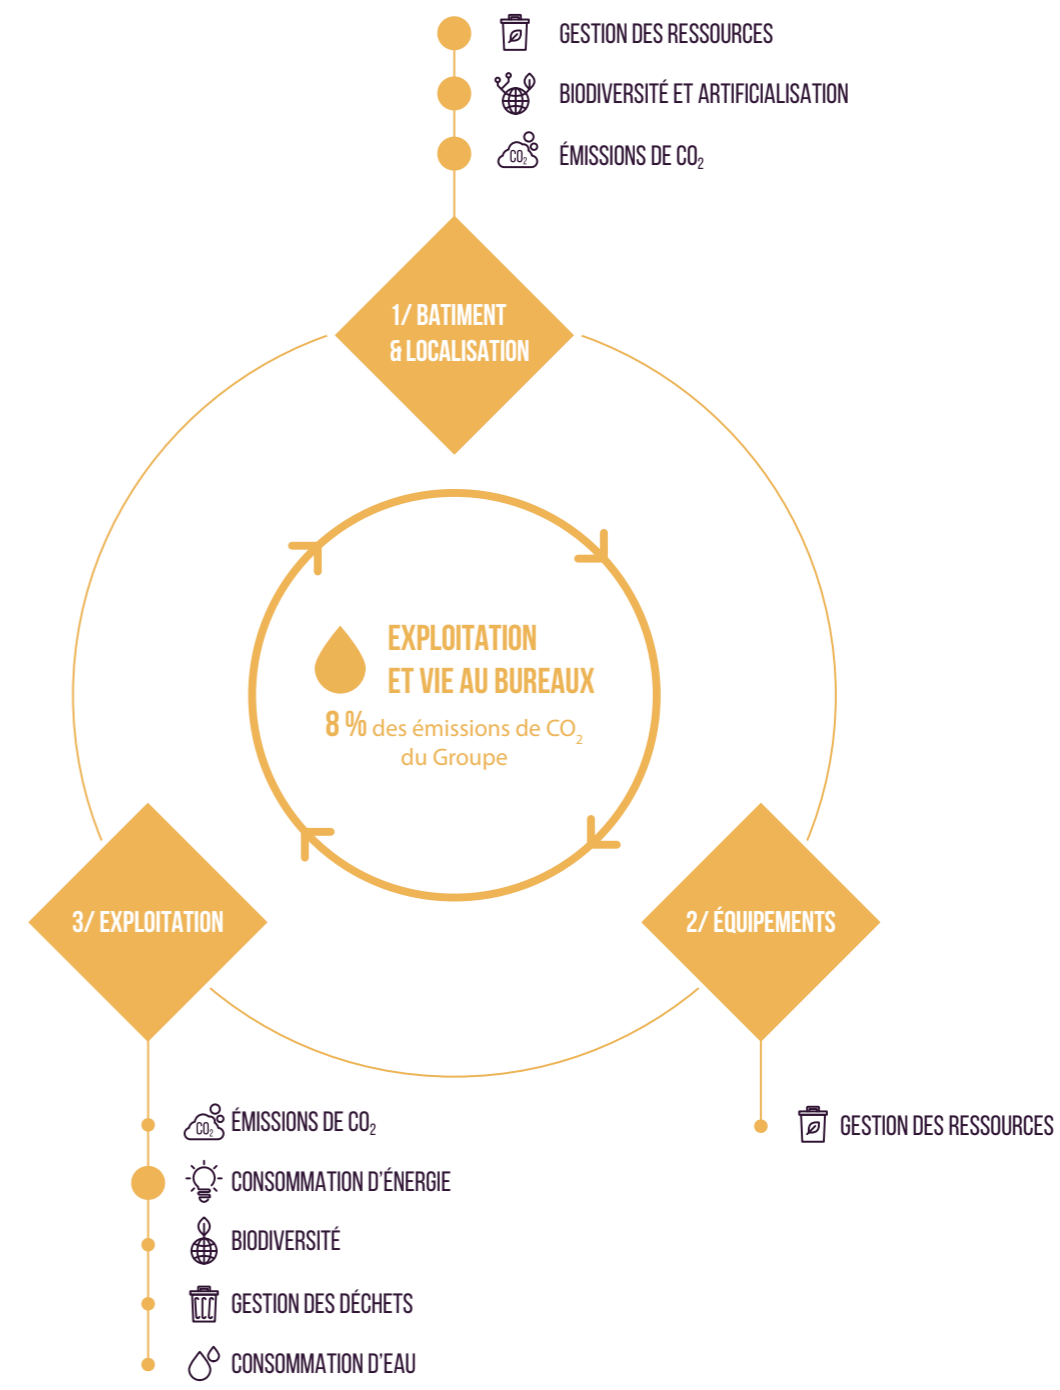 GESTION DES RESSOURCES
BIODIVERSITÉ ET ARTIFICIALISATION
CO₂
ÉMISSIONS DE CO₂
1/ BATIMENT
& LOCALISATION
EXPLOITATION
ET VIE AU BUREAUX
8 % des émissions de CO₂
du Groupe
3/ EXPLOITATION
2/ ÉQUIPEMENTS
CO₂
ÉMISSIONS DE CO₂
CONSOMMATION D’ÉNERGIE
BIODIVERSITÉ
GESTION DES DÉCHETS
CONSOMMATION D’EAU
GESTION DES RESSOURCES